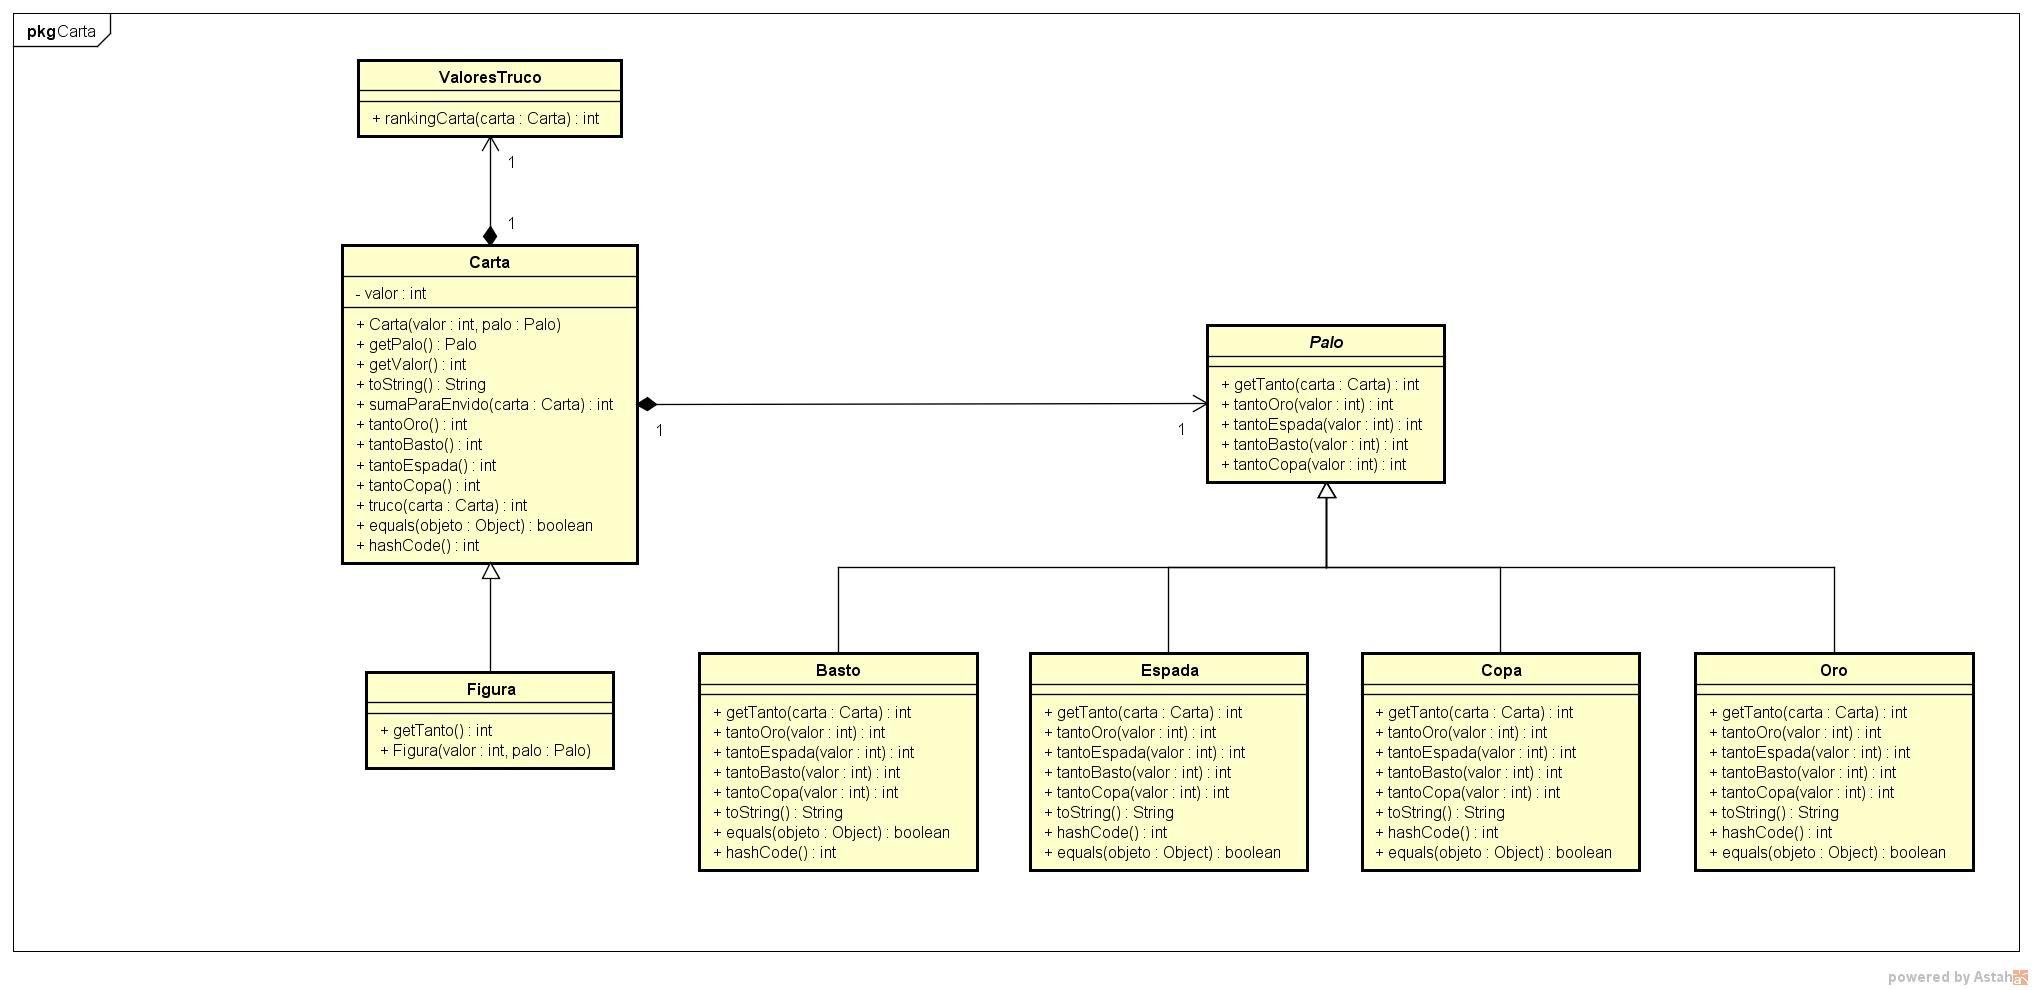 pkg Carta
ValoresTruco
+ rankingCarta(carta : Carta) : int
1
1
Carta
- valor : int
+ Carta(valor : int, palo : Palo)
+ getPalo() : Palo
+ getValor() : int
+ toString() : String
+ sumaParaEnvido(carta : Carta) : int
+ tantoOro() : int
+ tantoBasto() : int
+ tantoEspada() : int
+ tantoCopa() : int
+ truco(carta : Carta) : int
+ equals(objeto : Object) : boolean
+ hashCode() : int
1
1
Palo
+ getTanto(carta : Carta) : int
+ tantoOro(valor : int) : int
+ tantoEspada(valor : int) : int
+ tantoBasto(valor : int) : int
+ tantoCopa(valor : int) : int
Figura
+ getTanto() : int
+ Figura(valor : int, palo : Palo)
Basto
+ getTanto(carta : Carta) : int
+ tantoOro(valor : int) : int
+ tantoEspada(valor : int) : int
+ tantoBasto(valor : int) : int
+ tantoCopa(valor : int) : int
+ toString() : String
+ equals(objeto : Object) : boolean
+ hashCode() : int
Espada
+ getTanto(carta : Carta) : int
+ tantoOro(valor : int) : int
+ tantoEspada(valor : int) : int
+ tantoBasto(valor : int) : int
+ tantoCopa(valor : int) : int
+ toString() : String
+ hashCode() : int
+ equals(objeto : Object) : boolean
Copa
+ getTanto(carta : Carta) : int
+ tantoOro(valor : int) : int
+ tantoEspada(valor : int) : int
+ tantoBasto(valor : int) : int
+ tantoCopa(valor : int) : int
+ toString() : String
+ hashCode() : int
+ equals(objeto : Object) : boolean
Oro
+ getTanto(carta : Carta) : int
+ tantoOro(valor : int) : int
+ tantoEspada(valor : int) : int
+ tantoBasto(valor : int) : int
+ tantoCopa(valor : int) : int
+ toString() : String
+ hashCode() : int
+ equals(objeto : Object) : boolean
powered by Astah